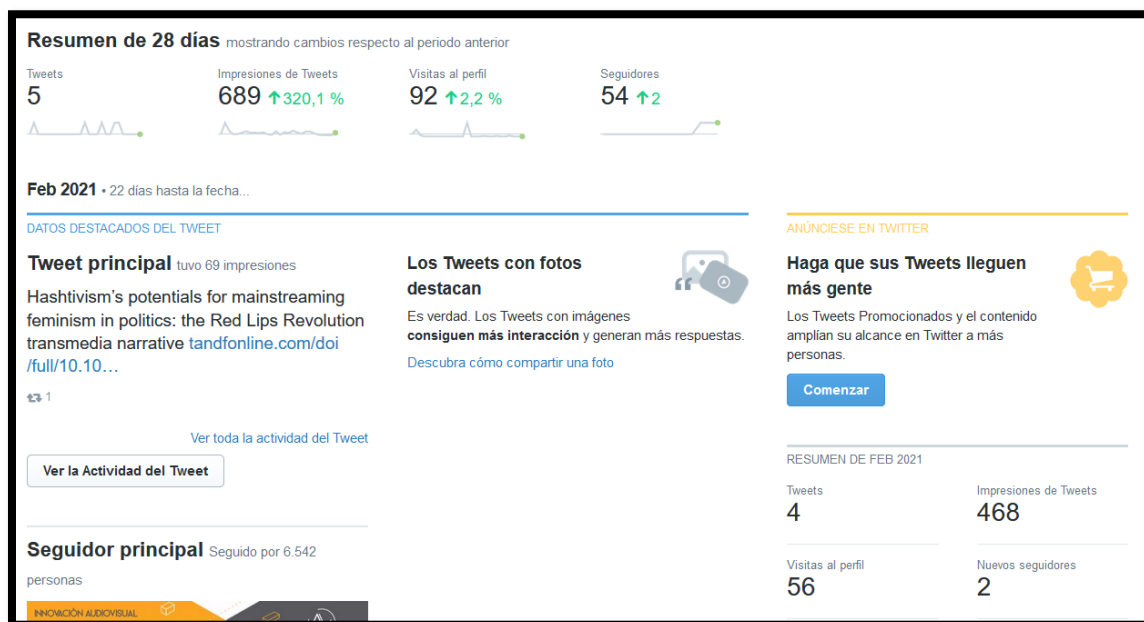 Resumen de 28 días mostrando cambios respecto al periodo anterior
Tweets
5
Impresiones de Tweets
689 ↑320,1 %
Visitas al perfil
92 ↑2,2 %
Seguidores
54 ↑2
Feb 2021 • 22 días hasta la fecha...
DATOS DESTACADOS DEL TWEET
Tweet principal tuvo 69 impresiones
Hashtivism's potentials for mainstreaming
feminism in politics: the Red Lips Revolution
transmedia narrative tandfonline.com/doi
/full/10.10…
1
Ver toda la actividad del Tweet
Ver la Actividad del Tweet
Seguidor principal Seguido por 6.542
personas
INNOVACIÓN AUDIOVISUAL
Los Tweets con fotos
destacan
Es verdad. Los Tweets con imágenes
consiguen más interacción y generan más respuestas.
Descubra cómo compartir una foto
ANÚNCIESE EN TWITTER
Haga que sus Tweets lleguen
más gente
Los Tweets Promocionados y el contenido
amplían su alcance en Twitter a más
personas.
Comenzar
RESUMEN DE FEB 2021
Tweets
4
Impresiones de Tweets
468
Visitas al perfil
56
Nuevos seguidores
2